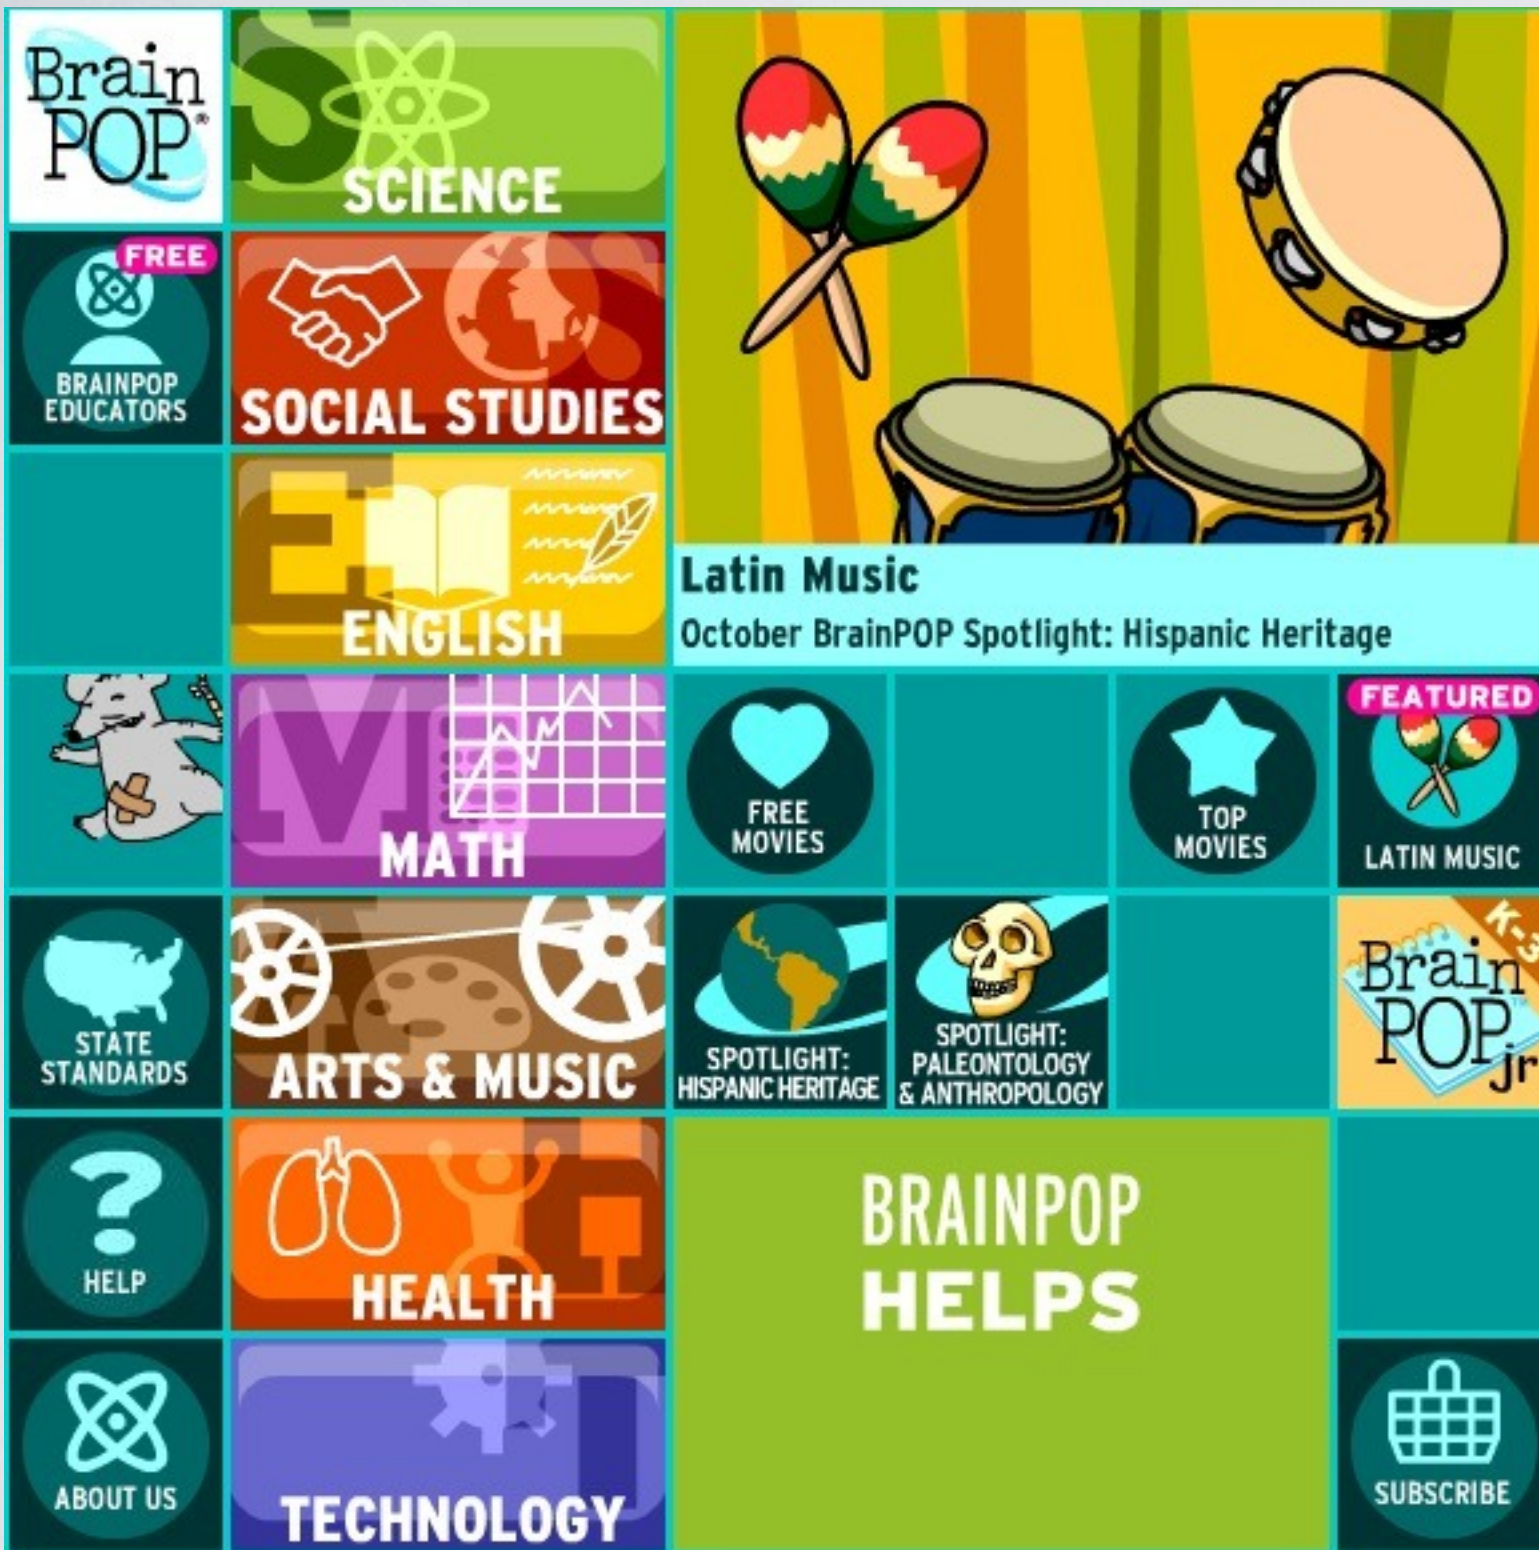 Brain
POP®
SCIENCE
FREE
BRAINPOP
EDUCATORS
SOCIAL STUDIES
ENGLISH
Latin Music
October BrainPOP Spotlight: Hispanic Heritage
MATH
FREE
MOVIES
TOP
MOVIES
FEATURED
LATIN MUSIC
STATE
STANDARDS
ARTS & MUSIC
SPOTLIGHT:
HISPANIC HERITAGE
SPOTLIGHT:
PALEONTOLOGY
& ANTHROPOLOGY
K-3
Brain
POP™
jr
HELP
HEALTH
BRAINPOP
HELPS
ABOUT US
TECHNOLOGY
SUBSCRIBE